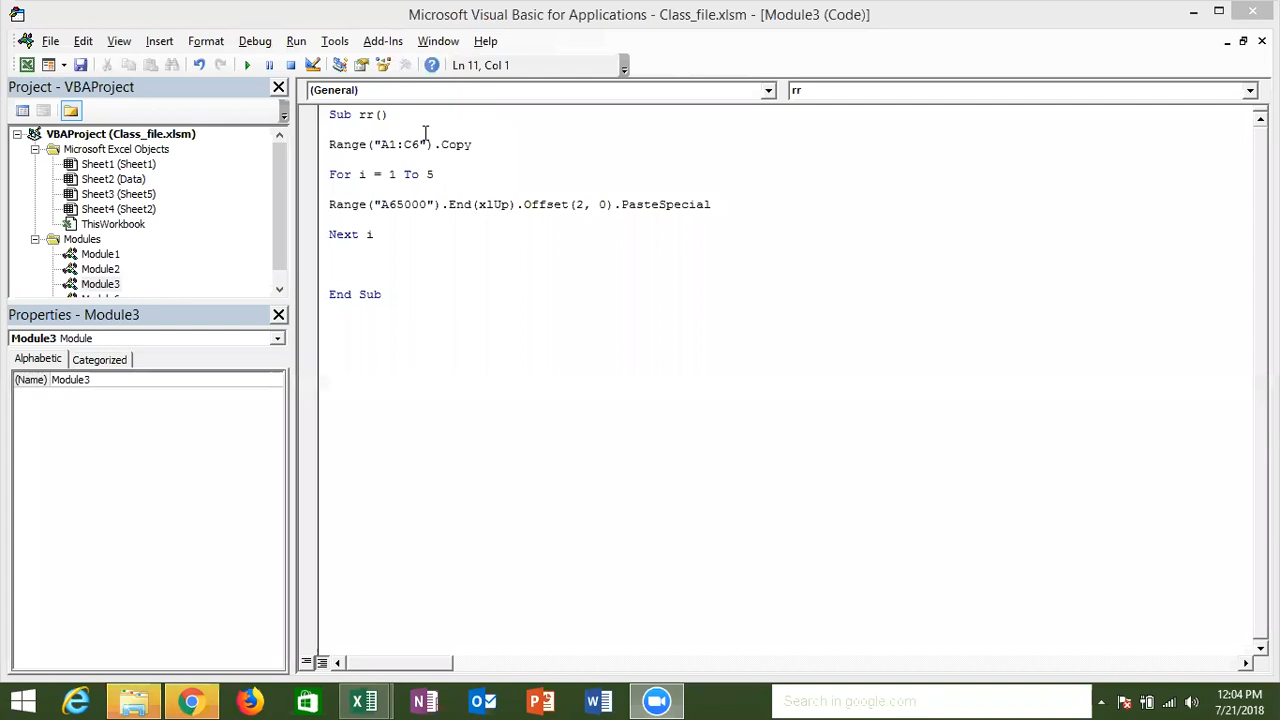 Microsoft Visual Basic for Applications - Class_file.xlsm - [Module3 (Code)]
File Edit View Insert Format Debug Run Tools Add-Ins Window Help
Ln 11, Col 1
Project - VBAProject
(General)
rr
VBAProject (Class_file.xlsm)
Microsoft Excel Objects
Sheet1 (Sheet1)
Sheet2 (Data)
Sheet3 (Sheet5)
Sheet4 (Sheet2)
ThisWorkbook
Modules
Module1
Module2
Module3
Properties - Module3
Module3 Module
Alphabetic Categorized
(Name) Module3
Sub rr()
Range("A1:C6").Copy
For i = 1 To 5
Range("A65000").End(xlUp).Offset(2, 0).PasteSpecial
Next i
End Sub
Search in google.com
12:04 PM
7/21/2018